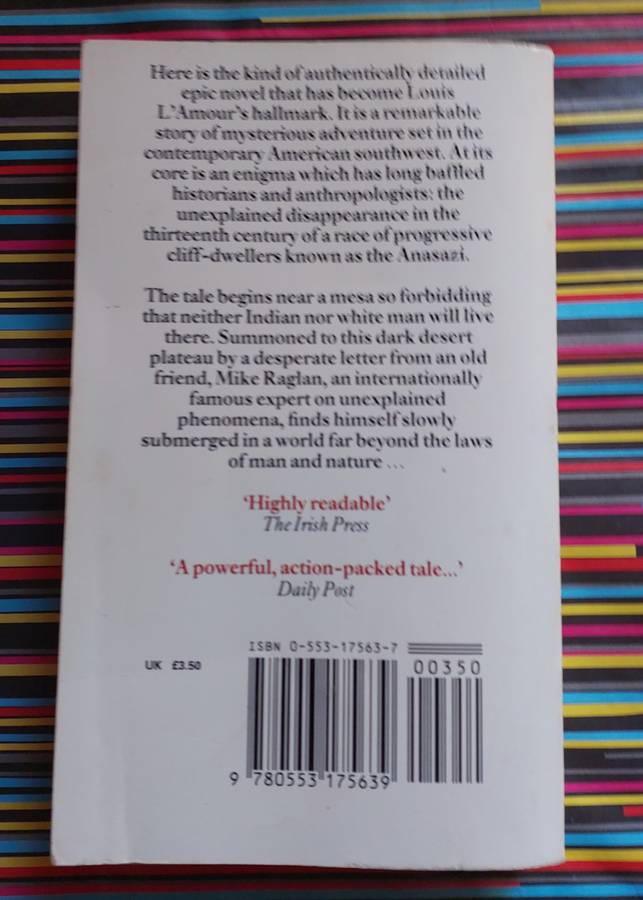 Here is the kind of authentically detailed
epic novel that has become Louis
L'Amour's hallmark. It is a remarkable
story of mysterious adventure set in the
contemporary American southwest. At its
core is an enigma which has long baffled
historians and anthropologists: the
unexplained disappearance in the
thirteenth century of a race of progressive
cliff-dwellers known as the Anasazi.
The tale begins near a mesa so forbidding
that neither Indian nor white man will live
there. Summoned to this dark desert
plateau by a desperate letter from an old
friend, Mike Raglan, an internationally
famous expert on unexplained
phenomena, finds himself slowly
submerged in a world far beyond the laws
of man and nature ...
'Highly readable'
The Irish Press
'A powerful, action-packed tale...'
Daily Post
ISBN 0-553-17563-7
UK £3.50
00350
9 780553 175639